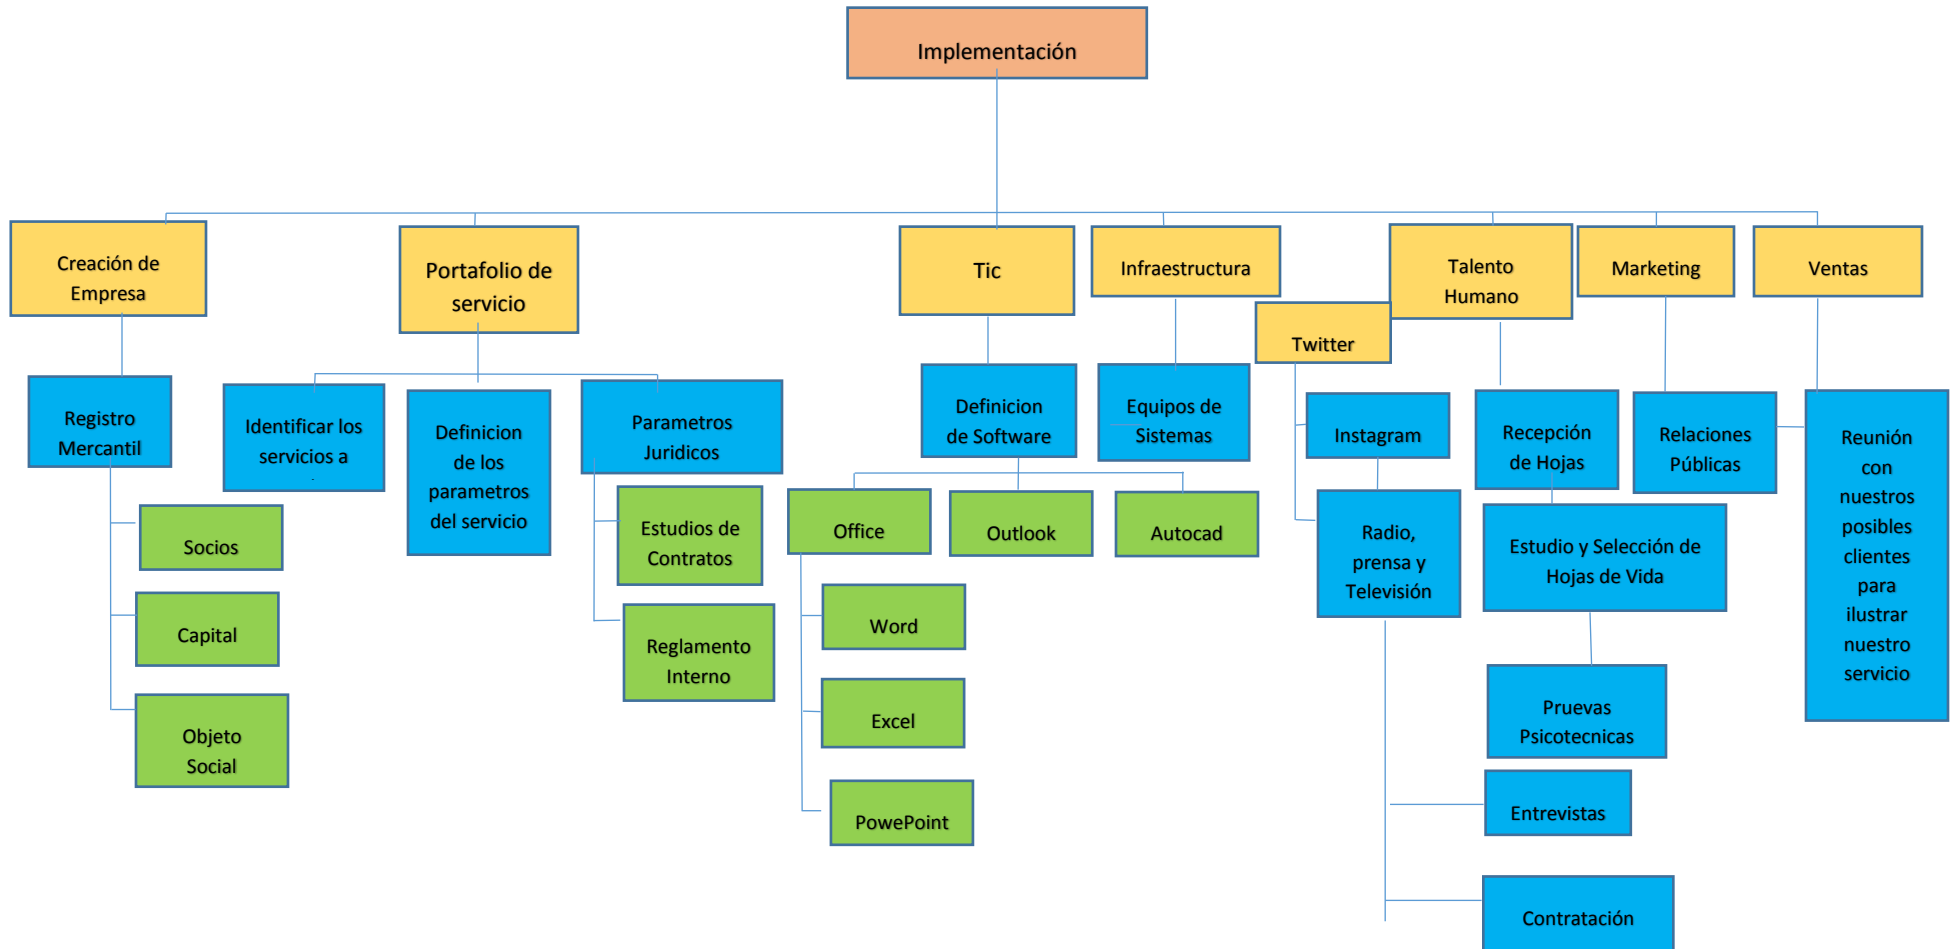 Implementación
Creación de
Empresa
Portafolio de
servicio
Tic
Infraestructura
Talento
Humano
Marketing
Ventas
Twitter
Registro
Mercantil
Identificar los
servicios a
Definicion
de los
parametros
del servicio
Parametros
Juridicos
Definicion
de Software
Equipos de
Sistemas
Instagram
Recepción
de Hojas
Relaciones
Públicas
Reunión
con
nuestros
posibles
clientes
para
ilustrar
nuestro
servicio
Socios
Estudios de
Contratos
Office
Outlook
Autocad
Radio,
prensa y
Televisión
Estudio y Selección de
Hojas de Vida
Capital
Reglamento
Interno
Word
Objeto
Social
Excel
Pruevas
Psicotecnicas
PowePoint
Entrevistas
Contratación